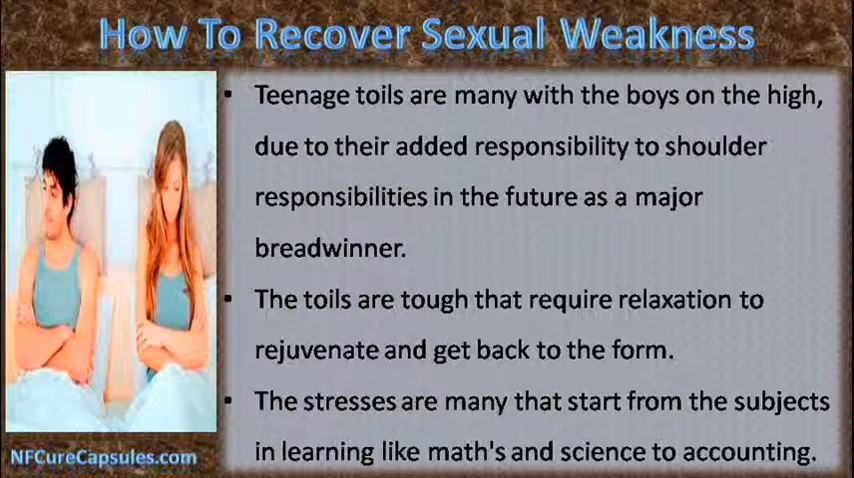 How To Recover Sexual Weakness
Teenage toils are many with the boys on the high,
due to their added responsibility to shoulder
responsibilities in the future as a major
breadwinner.
The toils are tough that require relaxation to
rejuvenate and get back to the form.
The stresses are many that start from the subjects
in learning like math's and science to accounting.
NFCureCapsules.com